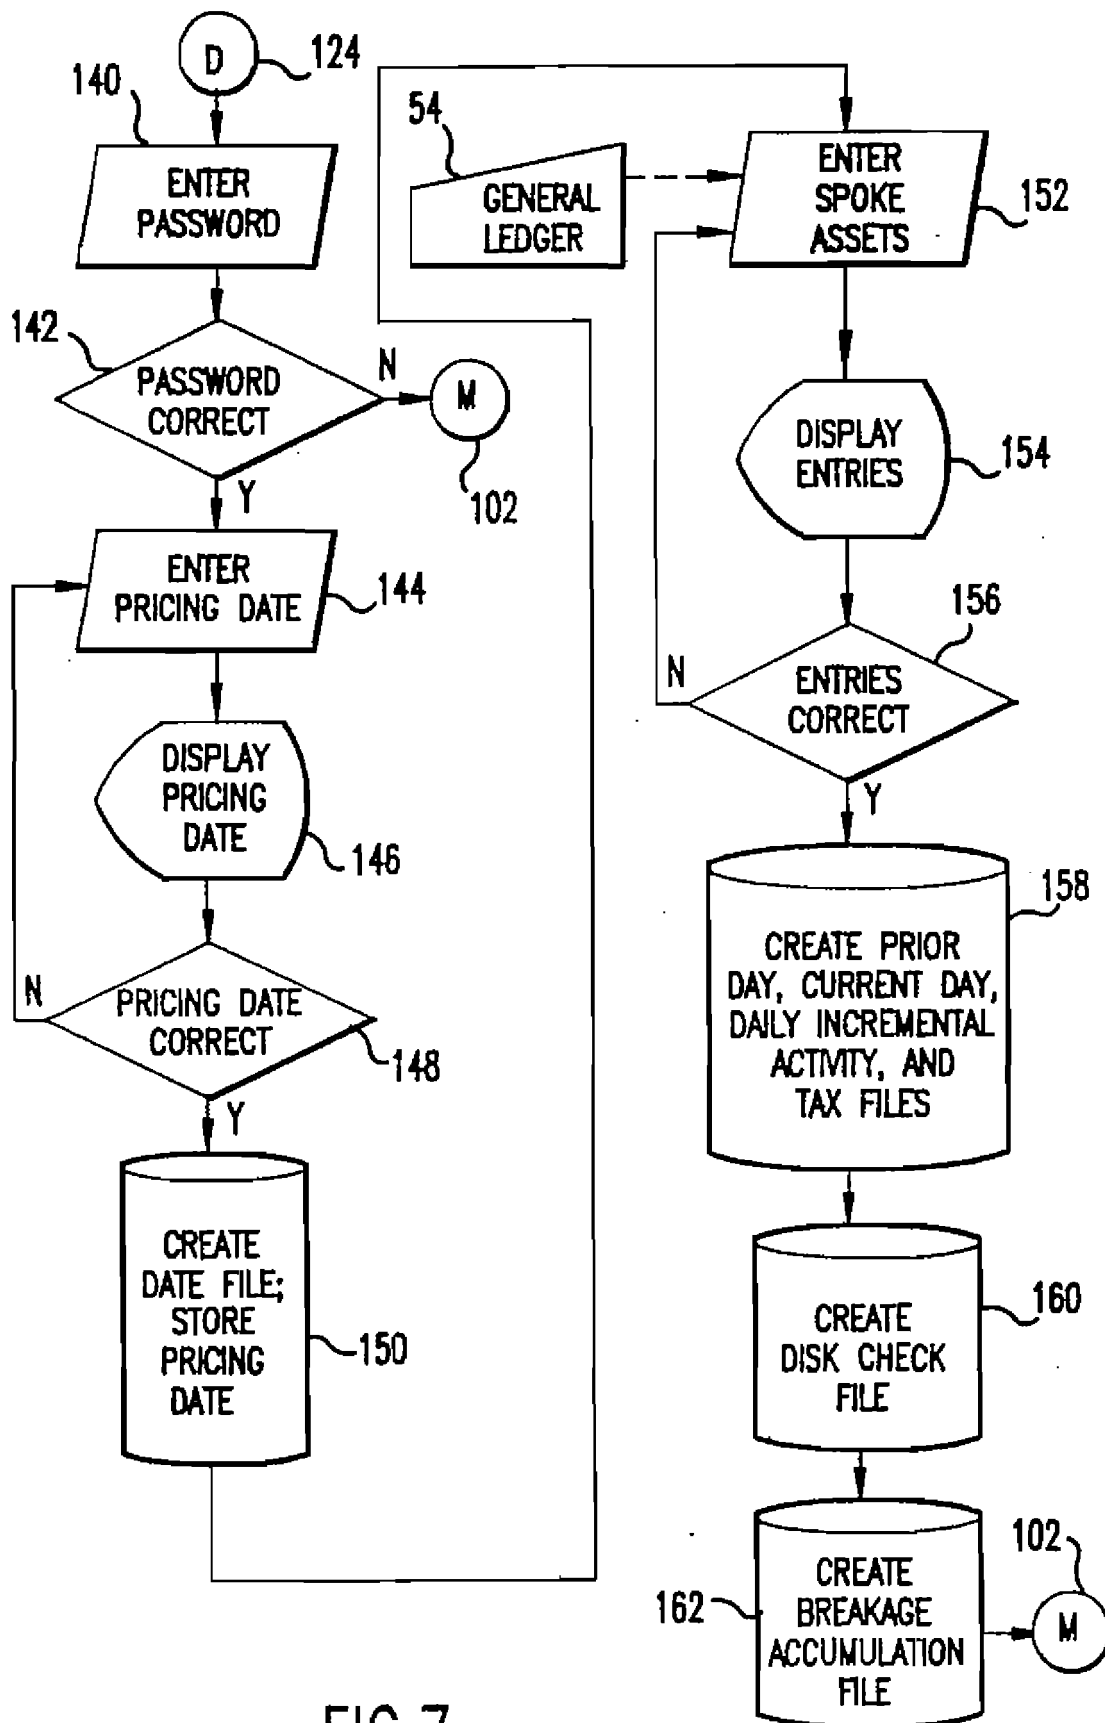 D
124
140
ENTER
PASSWORD
142
PASSWORD
CORRECT
N
M
102
Y
ENTER
PRICING DATE
144
DISPLAY
PRICING
DATE
146
N
PRICING DATE
CORRECT
148
Y
CREATE
DATE FILE;
STORE
PRICING
DATE
150
54
GENERAL
LEDGER
ENTER
SPOKE
ASSETS
152
DISPLAY
ENTRIES
154
156
N
ENTRIES
CORRECT
Y
158
CREATE PRIOR
DAY, CURRENT DAY,
DAILY INCREMENTAL
ACTIVITY, AND
TAX FILES
160
CREATE
DISK CHECK
FILE
102
162
CREATE
BREAKAGE
ACCUMULATION
FILE
M
FIG.7